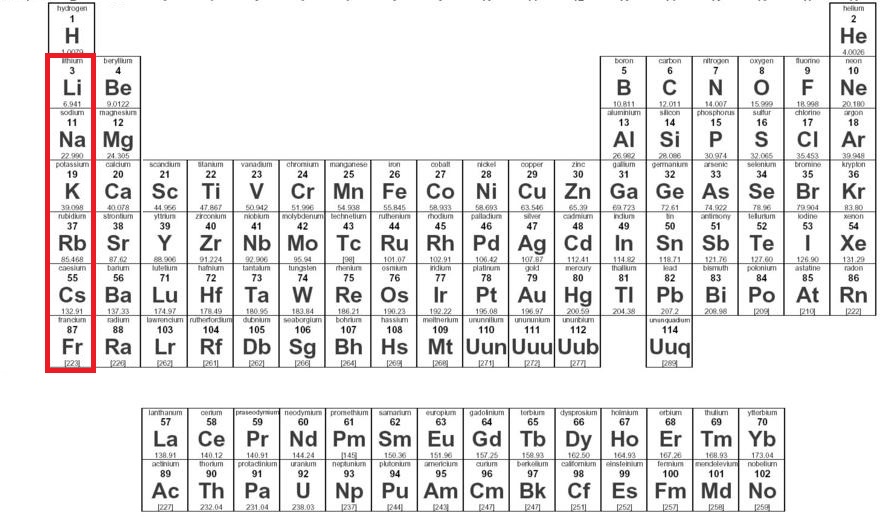 hydrogen helium
1 2
H He
1.0079 4.0026
lithium beryllium boron carbon nitrogen oxygen fluorine neon
3 4 5 6 7 8 9 10
Li Be B C N O F Ne
6.941 9.0122 10.811 12.011 14.007 15.999 18.998 20.180
sodium magnesium aluminium silicon phosphorus sulfur chlorine argon
11 12 13 14 15 16 17 18
Na Mg Al Si P S Cl Ar
22.990 24.305 26.982 28.086 30.974 32.065 35.453 39.948
potassium calcium scandium titanium vanadium chromium manganese iron cobalt nickel copper zinc gallium germanium arsenic selenium bromine krypton
19 20 21 22 23 24 25 26 27 28 29 30 31 32 33 34 35 36
K Ca Sc Ti V Cr Mn Fe Co Ni Cu Zn Ga Ge As Se Br Kr
39.098 40.078 44.956 47.867 50.942 51.996 54.938 55.845 58.933 58.693 63.546 65.39 69.723 72.61 74.922 78.96 79.904 83.80
rubidium strontium yttrium zirconium niobium molybdenum technetium ruthenium rhodium palladium silver cadmium indium tin antimony tellurium iodine xenon
37 38 39 40 41 42 43 44 45 46 47 48 49 50 51 52 53 54
Rb Sr Y Zr Nb Mo Tc Ru Rh Pd Ag Cd In Sn Sb Te I Xe
85.468 87.62 88.906 91.224 92.906 95.94 [98] 101.07 102.91 106.42 107.87 112.41 114.82 118.71 121.76 127.60 126.90 131.29
caesium barium lutetium hafnium tantalum tungsten rhenium osmium iridium platinum gold mercury thallium lead bismuth polonium astatine radon
55 56 71 72 73 74 75 76 77 78 79 80 81 82 83 84 85 86
Cs Ba Lu Hf Ta W Re Os Ir Pt Au Hg Tl Pb Bi Po At Rn
132.91 137.33 174.97 178.49 180.95 183.84 186.21 190.23 192.22 195.08 196.97 200.59 204.38 207.2 208.98 [209] [210] [222]
francium radium lawrencium rutherfordium dubnium seaborgium bohrium hassium meitnerium ununnilium unununium ununbium ununquadium
87 88 103 104 105 106 107 108 109 110 111 112 114
Fr Ra Lr Rf Db Sg Bh Hs Mt Uun Uuu Uub Uuq
[223] [226] [262] [261] [262] [266] [264] [269] [268] [271] [272] [277] [289]
lanthanum cerium praseodymium neodymium promethium samarium europium gadolinium terbium dysprosium holmium erbium thulium ytterbium
57 58 59 60 61 62 63 64 65 66 67 68 69 70
La Ce Pr Nd Pm Sm Eu Gd Tb Dy Ho Er Tm Yb
138.91 140.12 140.91 144.24 [145] 150.36 151.96 157.25 158.93 162.50 164.93 167.26 168.93 173.04
actinium thorium protactinium uranium neptunium plutonium americium curium berkelium californium einsteinium fermium mendelevium nobelium
89 90 91 92 93 94 95 96 97 98 99 100 101 102
Ac Th Pa U Np Pu Am Cm Bk Cf Es Fm Md No
[227] 232.04 231.04 238.03 [237] [244] [243] [247] [247] [251] [252] [257] [258] [259]